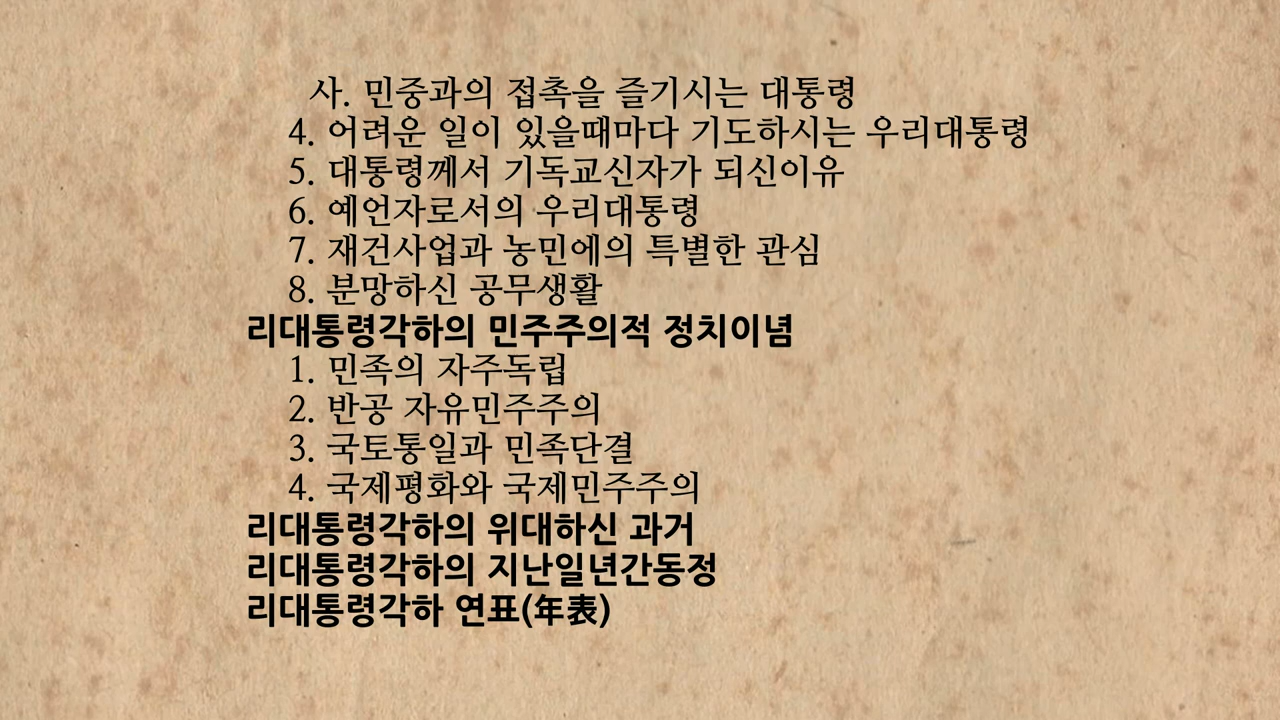 사. 민중과의 접촉을 즐기시는 대통령
4. 어려운 일이 있을때마다 기도하시는 우리대통령
5. 대통령께서 기독교신자가 되신이유
6. 예언자로서의 우리대통령
7. 재건사업과 농민에의 특별한 관심
8. 분망하신 공무생활
리대통령각하의 민주주의적 정치이념
1. 민족의 자주독립
2. 반공 자유민주주의
3. 국토통일과 민족단결
4. 국제평화와 국제민주주의
리대통령각하의 위대하신 과거
리대통령각하의 지난일년간동정
리대통령각하 연표(年表)